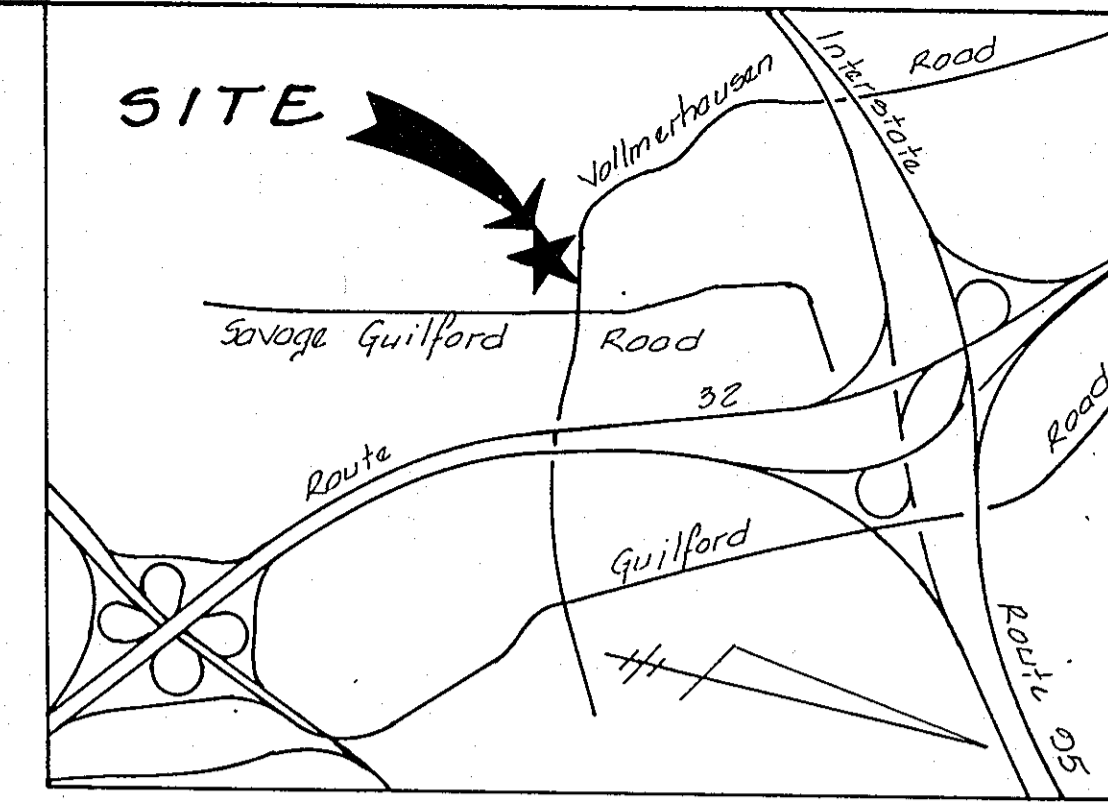 SITE
Vollmerhausen Road
Interstate Route 95
Savage Guilford Road
Route 32
Guilford Road